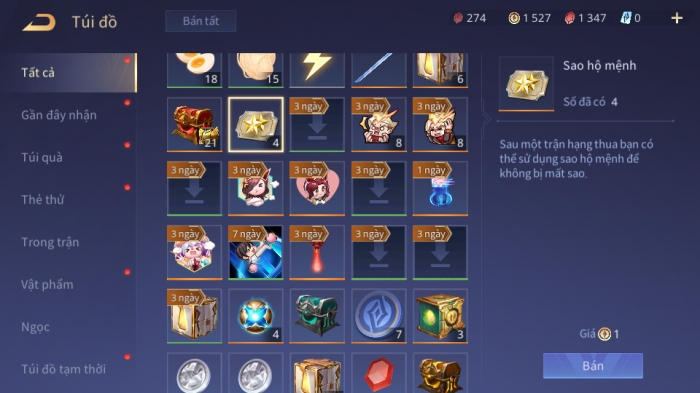 Túi đồ
Bán tất
274
1 527
1 347
0
+
Tất cả
Gần đây nhận
Túi quà
Thẻ thử
Trong trận
Vật phẩm
Ngọc
Túi đồ tạm thời
18
15
6
21
4
3 ngày
3 ngày
8
3 ngày
8
3 ngày
3 ngày
3 ngày
3 ngày
1 ngày
3 ngày
7 ngày
3 ngày
3 ngày
3 ngày
3 ngày
4
7
3
Sao hộ mệnh
Số đã có 4
Sau một trận hạng thua bạn có
thể sử dụng sao hộ mệnh để
không bị mất sao.
Giá 1
Bán